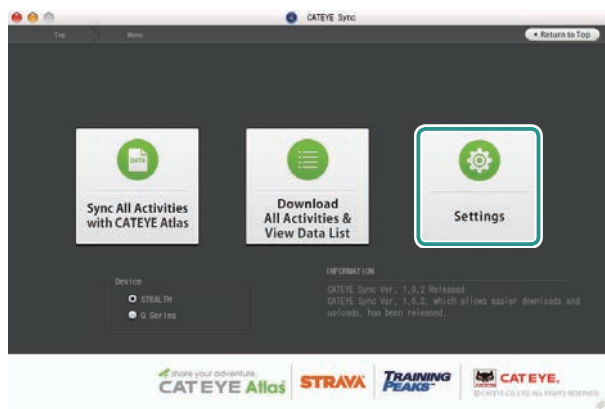 CATEYE Sync
Top
Menu
Return to Top
DATA
Sync All Activities
with CATEYE Atlas
Download
All Activities &
View Data List
Settings
Device
STEALTH
Q Series
INFORMATION
CATEYE Sync Ver. 1.0.2 Released
CATEYE Sync Ver. 1.0.2, which allows easier downloads and
uploads, has been released.
share your adventure
CATEYE Atlas
STRAVA
TRAINING
PEAKS
CATEYE.
© CATEYE CO.LTD. ALL RIGHTS RESERVED.